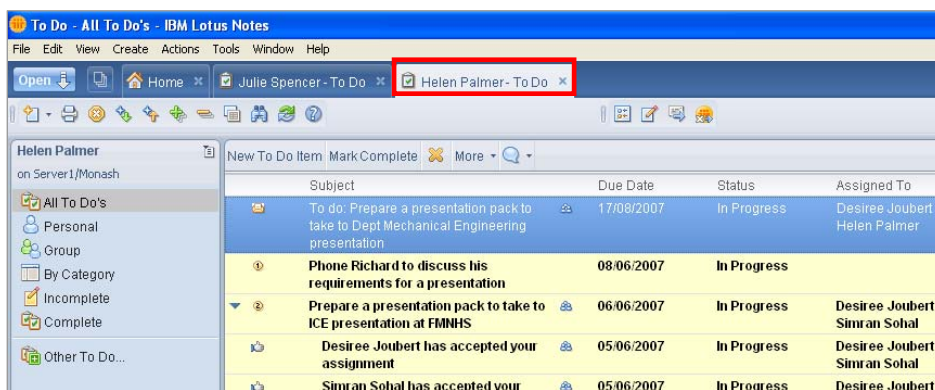 To Do - All To Do's - IBM Lotus Notes
File Edit View Create Actions Tools Window Help
Open Home × Julie Spencer - To Do × Helen Palmer - To Do ×
Helen Palmer
on Server1/Monash
All To Do's
Personal
Group
By Category
Incomplete
Complete
Other To Do...
New To Do Item Mark Complete More
Subject Due Date Status Assigned To
To do: Prepare a presentation pack to 17/08/2007 In Progress Desiree Joubert
take to Dept Mechanical Engineering Helen Palmer
presentation
1 Phone Richard to discuss his 08/06/2007 In Progress
requirements for a presentation
2 Prepare a presentation pack to take to 06/06/2007 In Progress Desiree Joubert
ICE presentation at FMNHS Simran Sohal
Desiree Joubert has accepted your 05/06/2007 In Progress Desiree Joubert
assignment Simran Sohal
Simran Sohal has accepted your 05/06/2007 In Progress Desiree Joubert